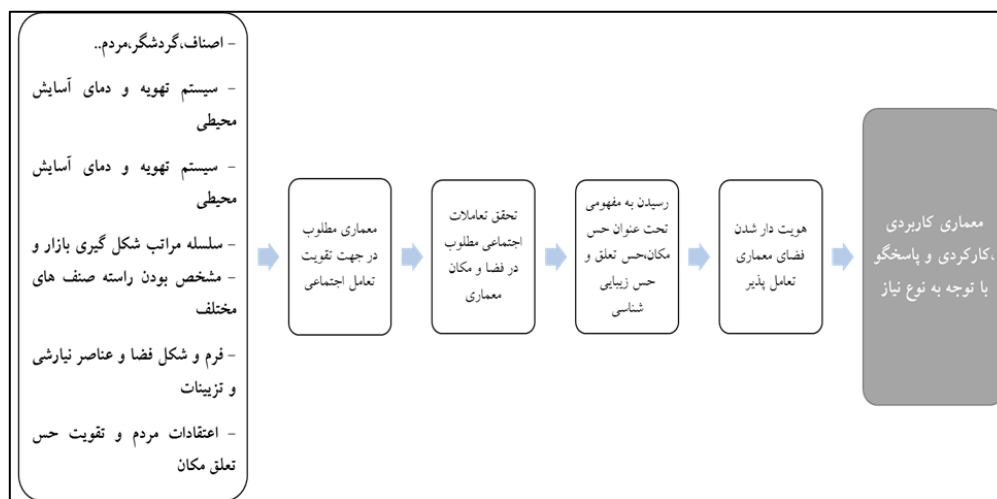 - اصناف،گردشگر،مردم..
- سیستم تهویه و دمای آسایش
محیطی
- سیستم تهویه و دمای آسایش
محیطی
- سلسله مراتب شکل گیری بازار و
- مشخص بودن راسته صنف های
مختلف
- فرم و شکل فضا و عناصر نیارشی
و تزیینات
- اعتقادات مردم و تقویت حس
تعلق مکان
معماری مطلوب
در جهت تقویت
تعامل اجتماعی
تحقق تعاملات
اجتماعی مطلوب
در فضا و مکان
معماری
رسیدن به مفهومی
تحت عنوان حس
مکان،حس تعلق و
حس زیبایی
شناسی
هویت دار شدن
فضای معماری
تعامل پذیر
معماری کاربردی
،کارکردی و پاسخگو
با توجه به نوع نیاز